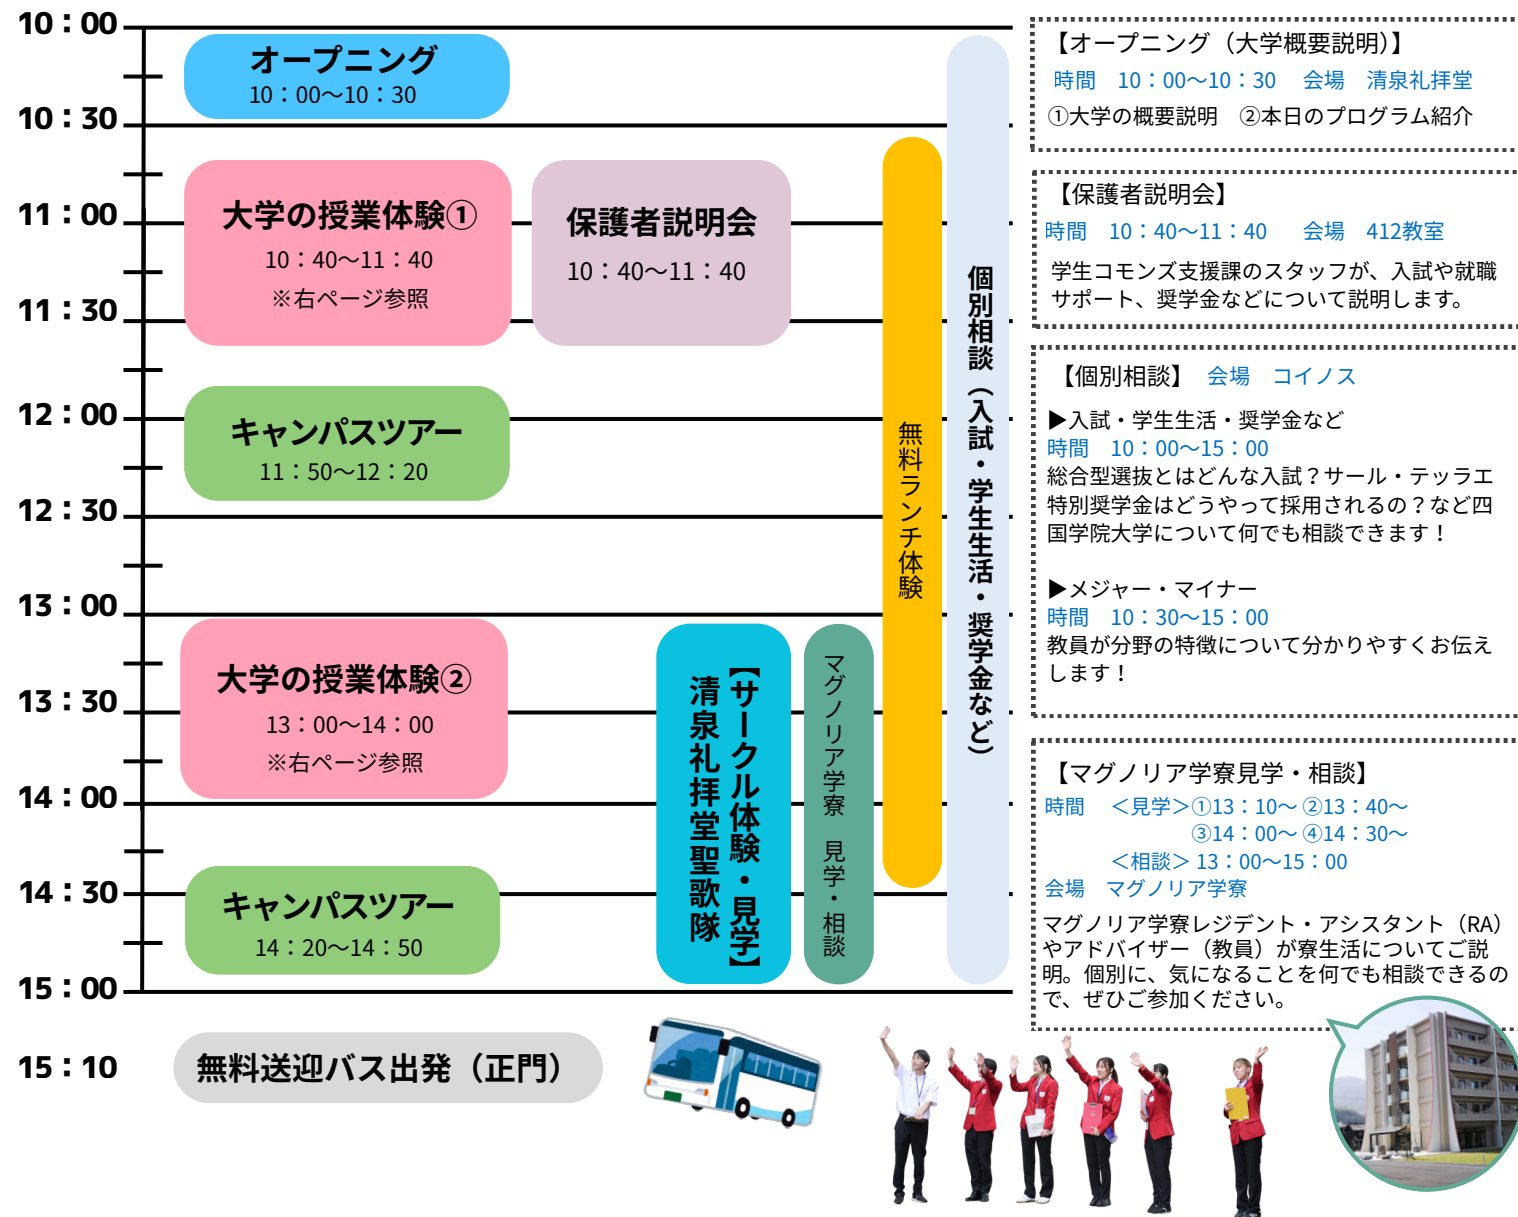 10：00
10：30
11：00
11：30
12：00
12：30
13：00
13：30
14：00
14：30
15：00
15：10
オープニング
10：00～10：30
大学の授業体験①
10：40～11：40
※右ページ参照
保護者説明会
10：40～11：40
キャンパスツアー
11：50～12：20
大学の授業体験②
13：00～14：00
※右ページ参照
キャンパスツアー
14：20～14：50
【サークル体験・見学】
清泉礼拝堂聖歌隊
マグノリア学寮　見学・相談
無料ランチ体験
個別相談（入試・学生生活・奨学金など）
無料送迎バス出発（正門）
【オープニング（大学概要説明）】
時間　10：00～10：30　会場　清泉礼拝堂
①大学の概要説明　②本日のプログラム紹介
【保護者説明会】
時間　10：40～11：40　会場　412教室
学生コモンズ支援課のスタッフが、入試や就職
サポート、奨学金などについて説明します。
【個別相談】　会場　コイノス
▶入試・学生生活・奨学金など
時間　10：00～15：00
総合型選抜とはどんな入試？サール・テッラエ
特別奨学金はどうやって採用されるの？など四
国学院大学について何でも相談できます！
▶メジャー・マイナー
時間　10：30～15：00
教員が分野の特徴について分かりやすくお伝え
します！
【マグノリア学寮見学・相談】
時間　＜見学＞①13：10～ ②13：40～
③14：00～ ④14：30～
＜相談＞ 13：00～15：00
会場　マグノリア学寮
マグノリア学寮レジデント・アシスタント（RA）
やアドバイザー（教員）が寮生活についてご説
明。個別に、気になることを何でも相談できるの
で、ぜひご参加ください。